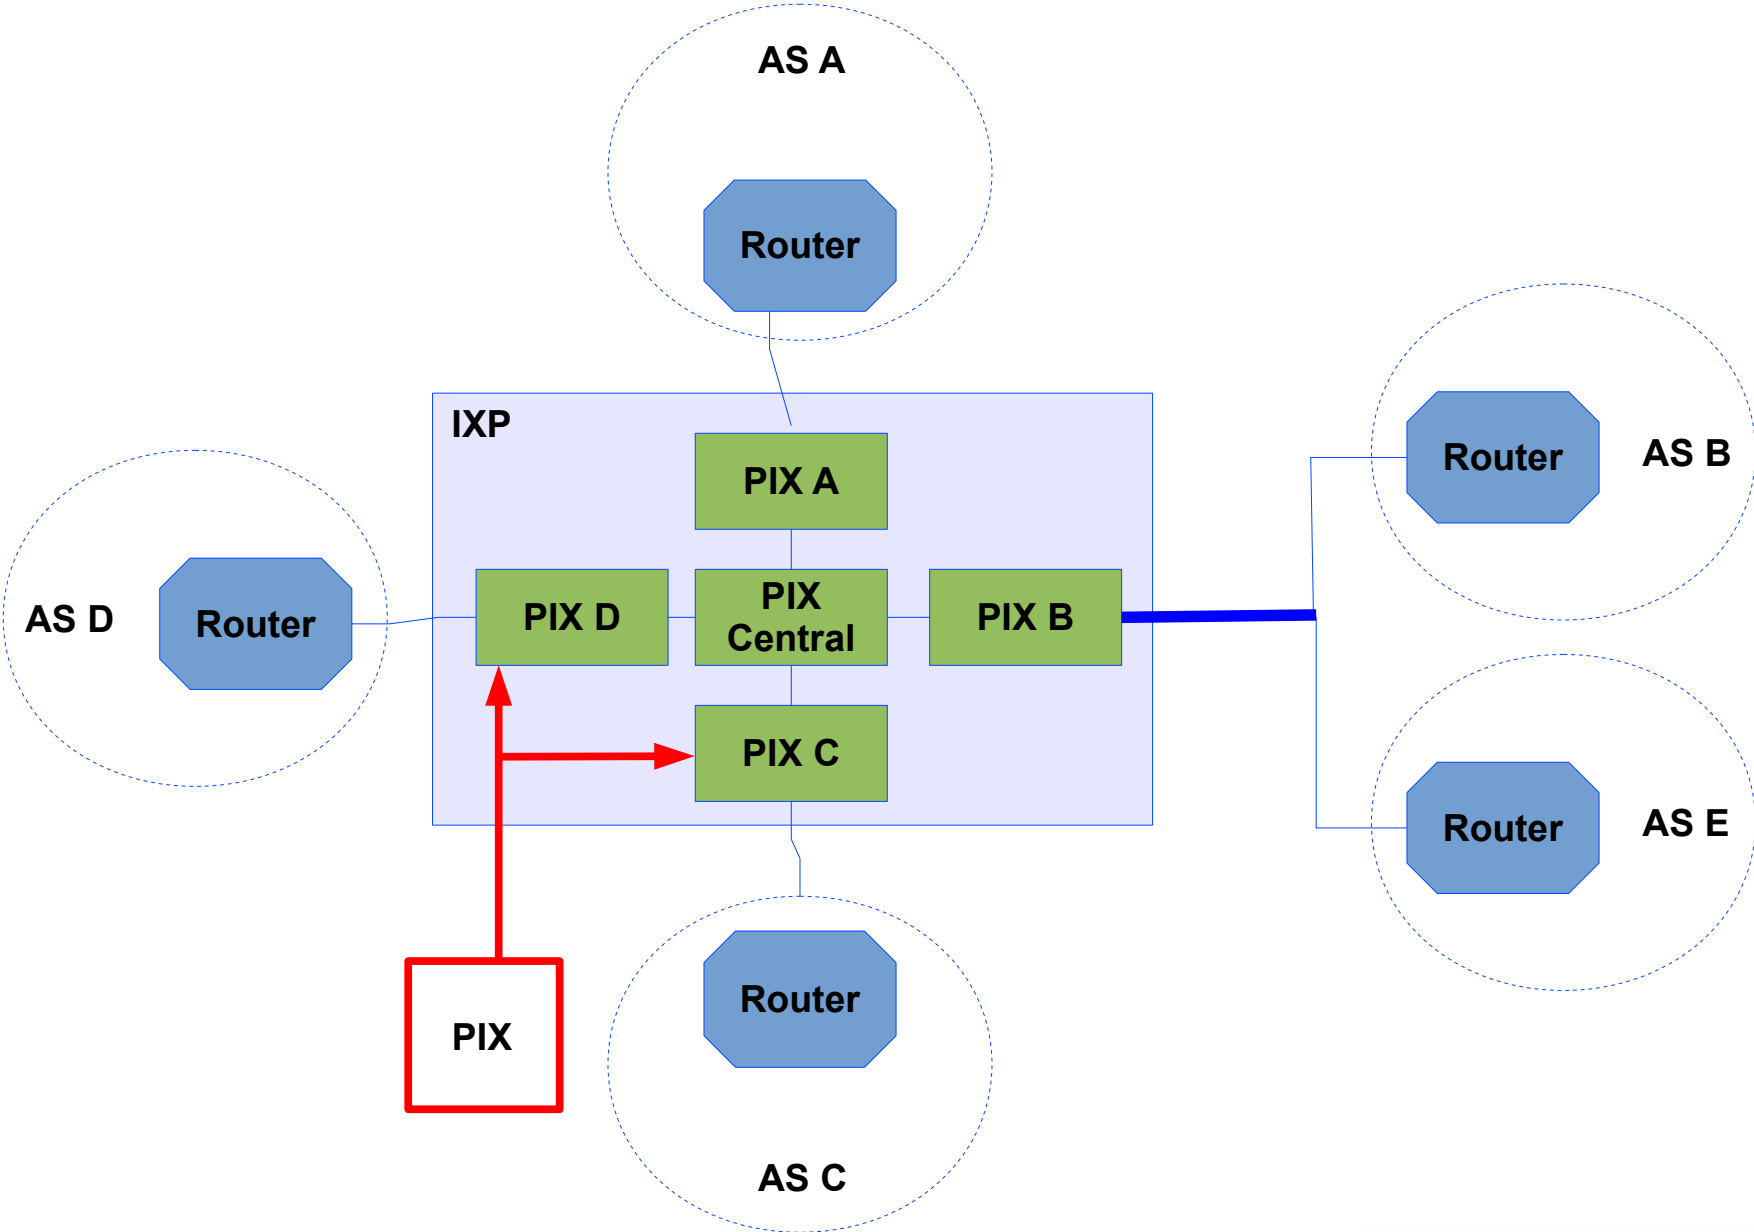 AS A
Router
IXP
PIX A
Router
AS B
AS D
Router
PIX D
PIX
Central
PIX B
PIX C
Router
AS E
PIX
Router
AS C